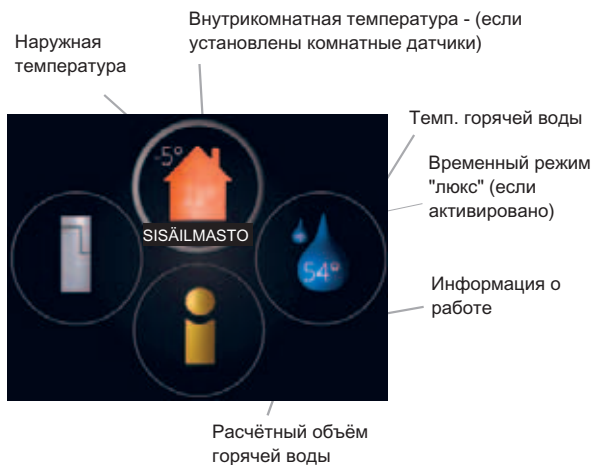 Внутрикомнатная температура - (если
установлены комнатные датчики)
Наружная
температура
Темп. горячей воды
Временный режим
"люкс" (если
активировано)
-5°
SISÄILMASTO
54°
Информация о
работе
Расчётный объём
горячей воды